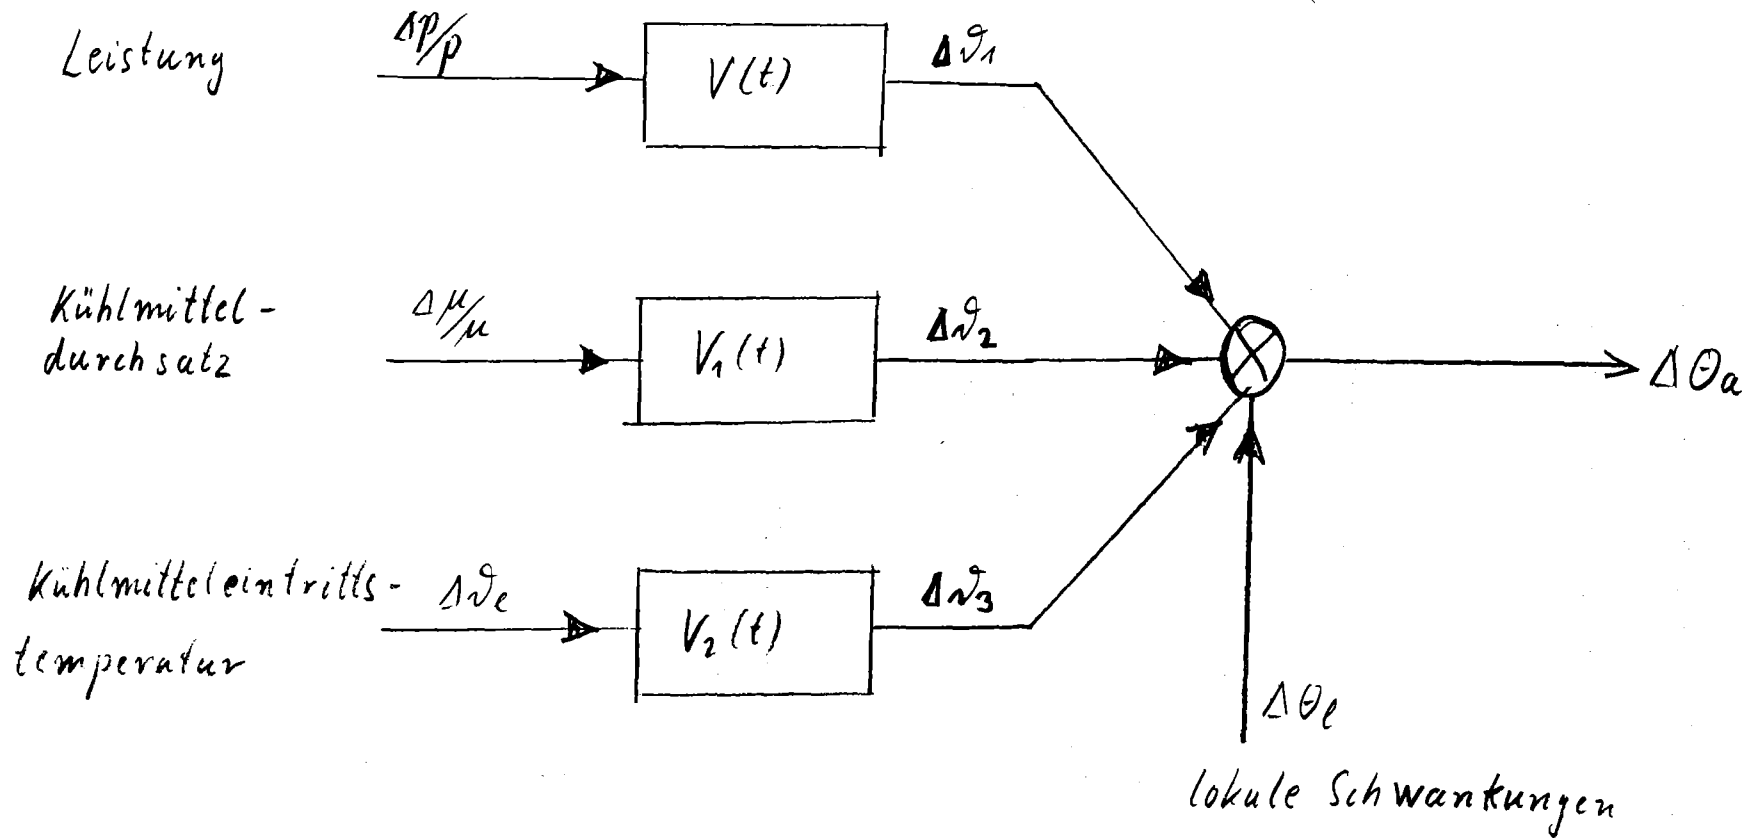 Leistung
Δp/p
V(t)
Δϑ₁
Kühlmittel-
durchsatz
Δμ/μ
V₁(t)
Δϑ₂
ΔΘₐ
Kühlmitteleintritts-
temperatur
Δϑₑ
V₂(t)
Δϑ₃
ΔΘₗ
lokale Schwankungen